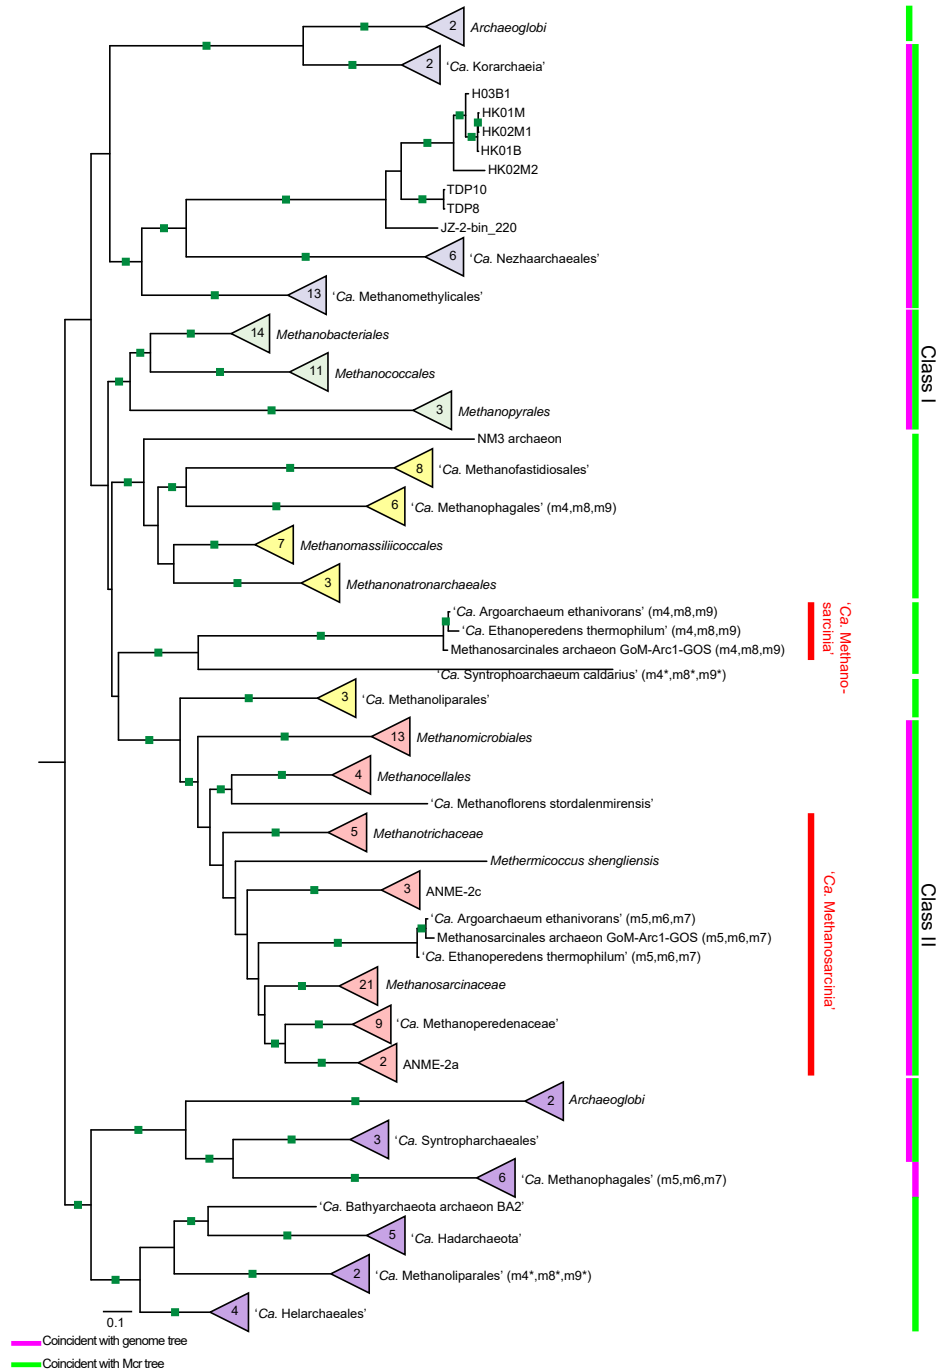 2 Archaeoglobi
2 ‘Ca. Korarchaeia’
H03B1
HK01M
HK02M1
HK01B
HK02M2
TDP10
TDP8
JZ-2-bin_220
6 ‘Ca. Nezhaarchaeales’
13 ‘Ca. Methanomethylicales’
14 Methanobacteriales
11 Methanococcales
3 Methanopyrales
Class I
NM3 archaeon
8 ‘Ca. Methanofastidiosales’
6 ‘Ca. Methanophagales’ (m4,m8,m9)
7 Methanomassiliicoccales
3 Methanonatronarchaeales
‘Ca. Argoarchaeum ethanivorans’ (m4,m8,m9)
‘Ca. Ethanoperedens thermophilum’ (m4,m8,m9)
Methanosarcinales archaeon GoM-Arc1-GOS (m4,m8,m9)
‘Ca. Syntrophoarchaeum caldarius’ (m4*,m8*,m9*)
‘Ca. Methano-
sarcinia’
3 ‘Ca. Methanoliparales’
13 Methanomicrobiales
4 Methanocellales
‘Ca. Methanoflorens stordalenmirensis’
5 Methanotrichaceae
Methermicoccus shengliensis
3 ANME-2c
‘Ca. Argoarchaeum ethanivorans’ (m5,m6,m7)
Methanosarcinales archaeon GoM-Arc1-GOS (m5,m6,m7)
‘Ca. Ethanoperedens thermophilum’ (m5,m6,m7)
21 Methanosarcinaceae
9 ‘Ca. Methanoperedenaceae’
2 ANME-2a
‘Ca. Methanosarcinia’
Class II
2 Archaeoglobi
3 ‘Ca. Syntropharchaeales’
6 ‘Ca. Methanophagales’ (m5,m6,m7)
‘Ca. Bathyarchaeota archaeon BA2’
5 ‘Ca. Hadarchaeota’
2 ‘Ca. Methanoliparales’ (m4*,m8*,m9*)
4 ‘Ca. Helarchaeales’
0.1
Coincident with genome tree
Coincident with Mcr tree